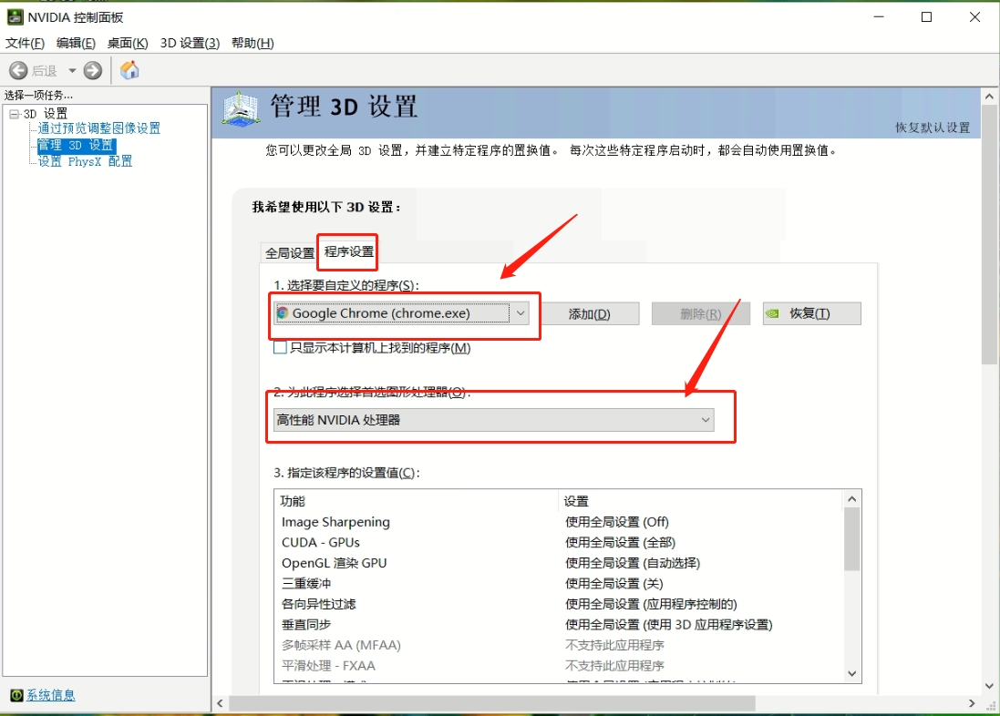 NVIDIA 控制面板
文件(F) 编辑(E) 桌面(K) 3D 设置(3) 帮助(H)
后退
选择一项任务...
3D 设置
通过预览调整图像设置
管理 3D 设置
设置 PhysX 配置
系统信息
管理 3D 设置
恢复默认设置
您可以更改全局 3D 设置，并建立特定程序的置换值。 每次这些特定程序启动时，都会自动使用置换值。
我希望使用以下 3D 设置：
全局设置 程序设置
1. 选择要自定义的程序(S):
Google Chrome (chrome.exe) 添加(D) 删除(R) 恢复(T)
只显示本计算机上找到的程序(M)
2. 为此程序选择首选图形处理器(O):
高性能 NVIDIA 处理器
3. 指定该程序的设置值(C):
功能 设置
Image Sharpening 使用全局设置 (Off)
CUDA - GPUs 使用全局设置 (全部)
OpenGL 渲染 GPU 使用全局设置 (自动选择)
三重缓冲 使用全局设置 (关)
各向异性过滤 使用全局设置 (应用程序控制的)
垂直同步 使用全局设置 (使用 3D 应用程序设置)
多帧采样 AA (MFAA) 不支持此应用程序
平滑处理 - FXAA 不支持此应用程序